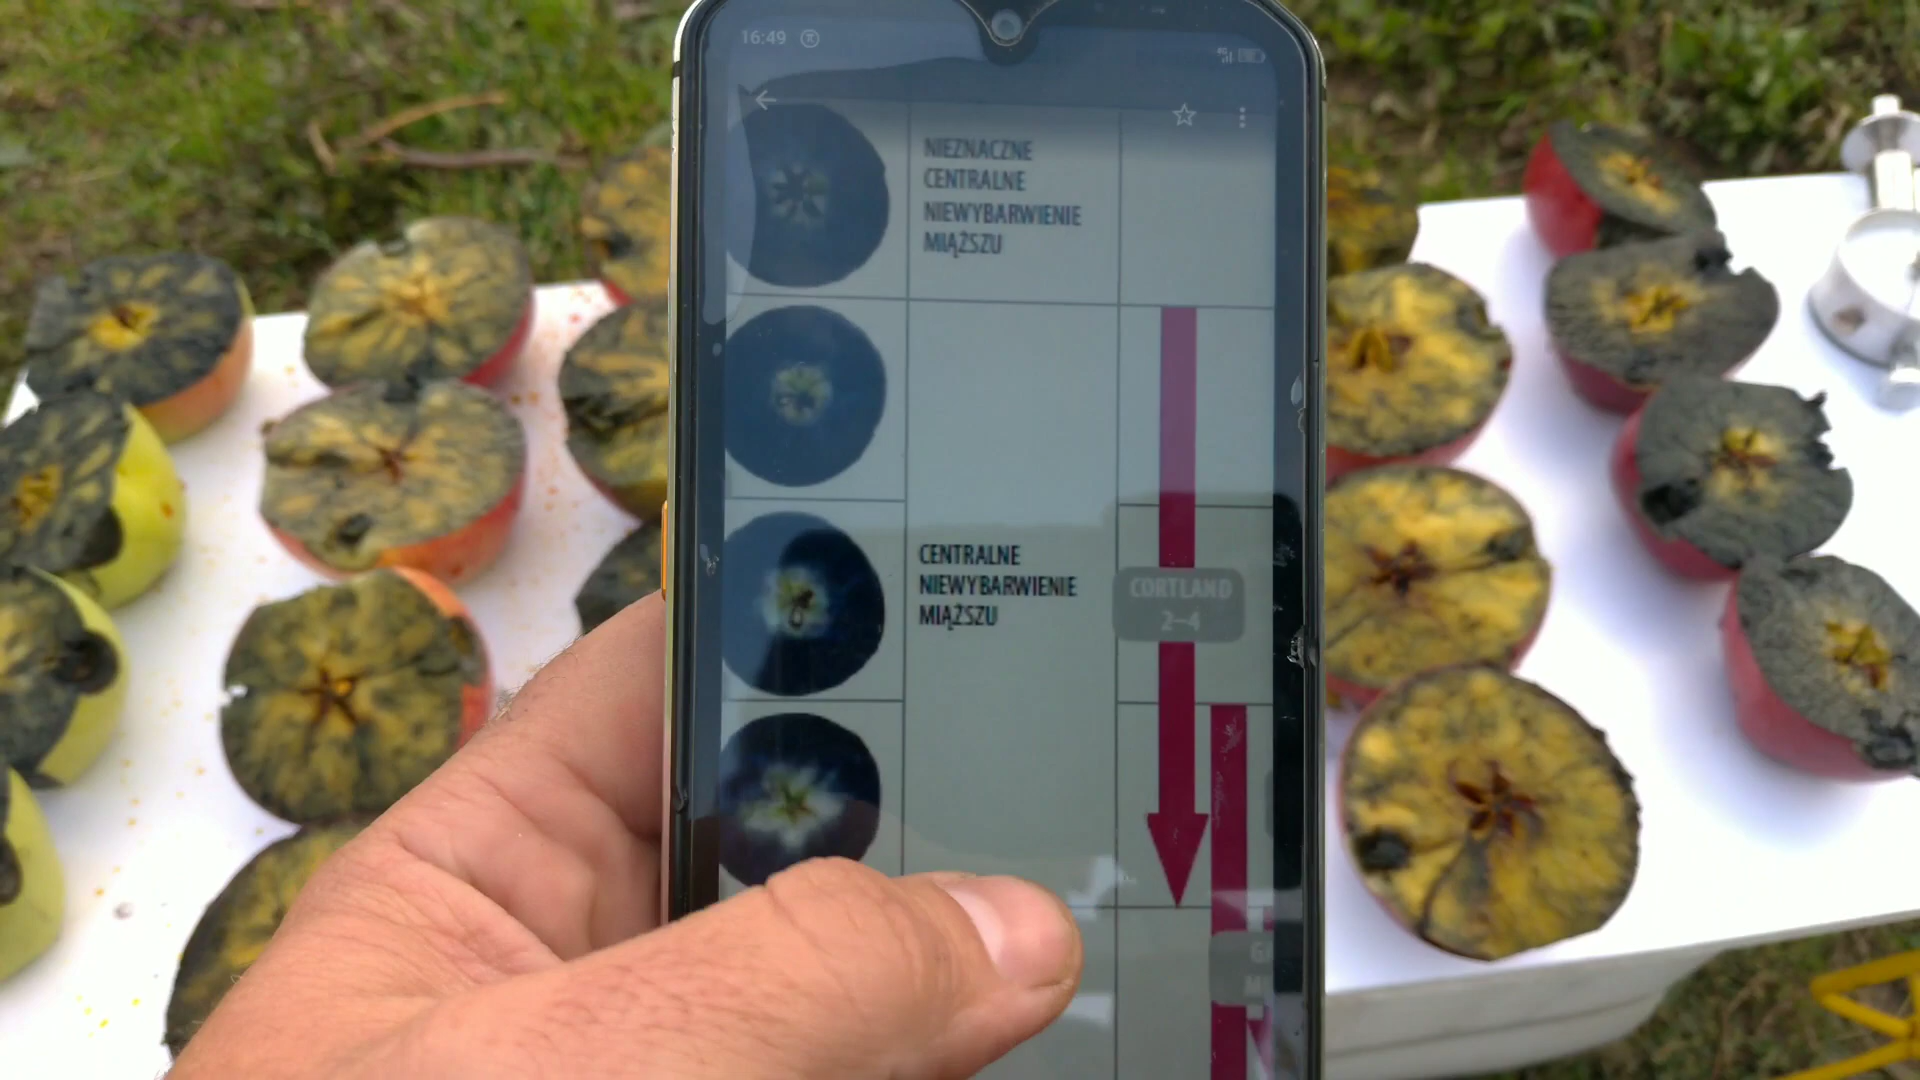 16:49
NIEZNACZNE
CENTRALNE
NIEWYBARWIENIE
MIĄŻSZU
CENTRALNE
NIEWYBARWIENIE
MIĄŻSZU
CORTLAND
2–4